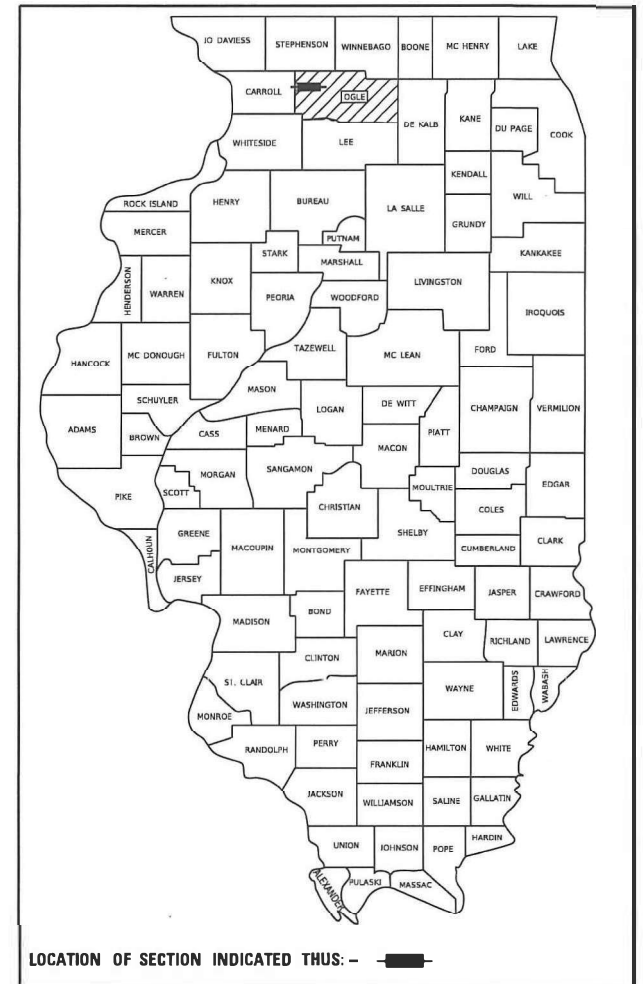 JO DAVIESS
STEPHENSON
WINNEBAGO
BOONE
MC HENRY
LAKE
CARROLL
OGLE
DE KALB
KANE
DU PAGE
COOK
WHITESIDE
LEE
KENDALL
WILL
ROCK ISLAND
HENRY
BUREAU
LA SALLE
GRUNDY
MERCER
PUTNAM
STARK
MARSHALL
KANKAKEE
HENDERSON
WARREN
KNOX
PEORIA
WOODFORD
LIVINGSTON
IROQUOIS
HANCOCK
MC DONOUGH
FULTON
TAZEWELL
MC LEAN
FORD
MASON
SCHUYLER
LOGAN
DE WITT
CHAMPAIGN
VERMILION
ADAMS
BROWN
CASS
MENARD
MACON
PIATT
PIKE
SCOTT
MORGAN
SANGAMON
CHRISTIAN
MOULTRIE
DOUGLAS
EDGAR
COLES
CALHOUN
GREENE
MACOUPIN
MONTGOMERY
SHELBY
CUMBERLAND
CLARK
JERSEY
FAYETTE
EFFINGHAM
JASPER
CRAWFORD
MADISON
BOND
CLAY
RICHLAND
LAWRENCE
CLINTON
MARION
ST. CLAIR
WAYNE
EDWARDS
WABASH
MONROE
WASHINGTON
JEFFERSON
RANDOLPH
PERRY
FRANKLIN
HAMILTON
WHITE
JACKSON
WILLIAMSON
SALINE
GALLATIN
UNION
JOHNSON
POPE
HARDIN
ALEXANDER
PULASKI
MASSAC
LOCATION OF SECTION INDICATED THUS: -